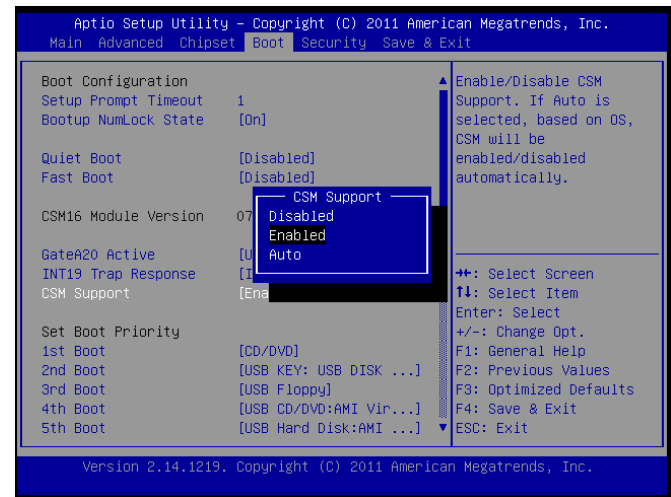 Aptio Setup Utility – Copyright (C) 2011 American Megatrends, Inc.
Main Advanced Chipset Boot Security Save & Exit
Boot Configuration
Setup Prompt Timeout 1
Bootup NumLock State [On]
Quiet Boot [Disabled]
Fast Boot [Disabled]
CSM16 Module Version 07
GateA20 Active [U
INT19 Trap Response [I
CSM Support [Ena
Set Boot Priority
1st Boot [CD/DVD]
2nd Boot [USB KEY: USB DISK ...]
3rd Boot [USB Floppy]
4th Boot [USB CD/DVD:AMI Vir...]
5th Boot [USB Hard Disk:AMI ...]
CSM Support
Disabled
Enabled
Auto
Enable/Disable CSM
Support. If Auto is
selected, based on OS,
CSM will be
enabled/disabled
automatically.
→←: Select Screen
↑↓: Select Item
Enter: Select
+/-: Change Opt.
F1: General Help
F2: Previous Values
F3: Optimized Defaults
F4: Save & Exit
ESC: Exit
Version 2.14.1219. Copyright (C) 2011 American Megatrends, Inc.